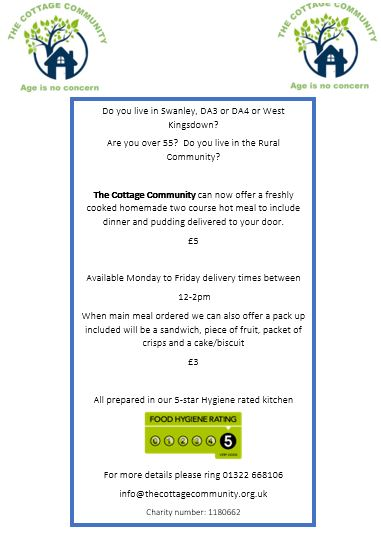 THE COTTAGE COMMUNITY
Age is no concern
THE COTTAGE COMMUNITY
Age is no concern
Do you live in Swanley, DA3 or DA4 or West
Kingsdown?
Are you over 55? Do you live in the Rural
Community?
The Cottage Community can now offer a freshly
cooked homemade two course hot meal to include
dinner and pudding delivered to your door.
£5
Available Monday to Friday delivery times between
12-2pm
When main meal ordered we can also offer a pack up
included will be a sandwich, piece of fruit, packet of
crisps and a cake/biscuit
£3
All prepared in our 5-star Hygiene rated kitchen
FOOD HYGIENE RATING
0 1 2 3 4 5
VERY GOOD
For more details please ring 01322 668106
info@thecottagecommunity.org.uk
Charity number: 1180662